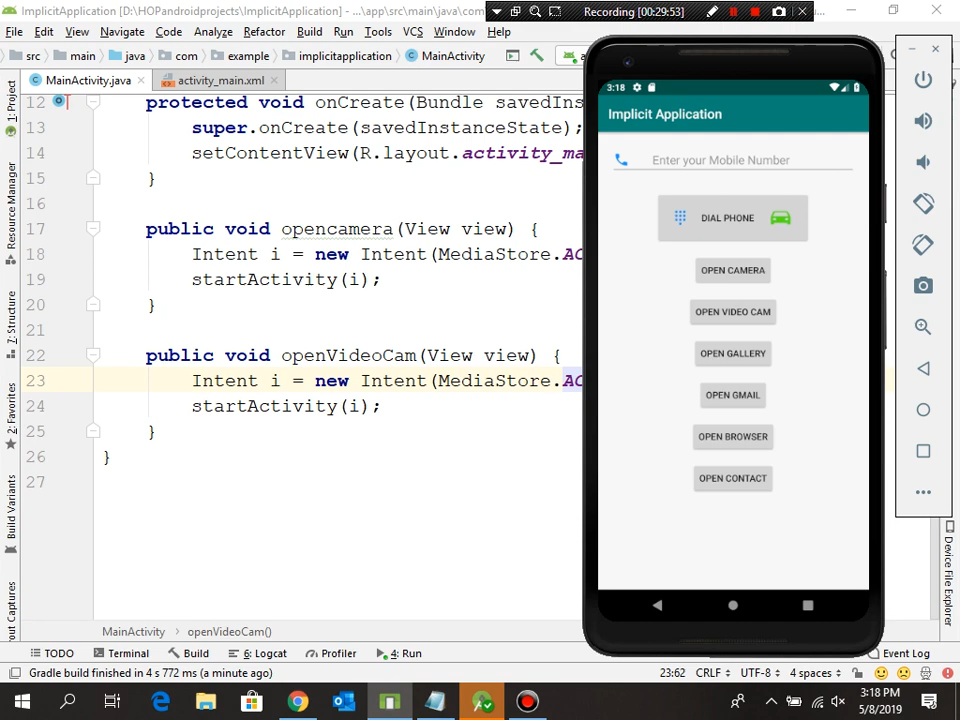 ImplicitApplication [D:\HOPandroidprojects\ImplicitApplication] - ...\app\src\main\java\com
Recording [00:29:53]
File Edit View Navigate Code Analyze Refactor Build Run Tools VCS Window Help
src main java com example implicitapplication MainActivity
MainActivity.java activity_main.xml
12 protected void onCreate(Bundle savedIns
13 super.onCreate(savedInstanceState);
14 setContentView(R.layout.activity_ma
15 }
16
17 public void opencamera(View view) {
18 Intent i = new Intent(MediaStore.AC
19 startActivity(i);
20 }
21
22 public void openVideoCam(View view) {
23 Intent i = new Intent(MediaStore.AC
24 startActivity(i);
25 }
26 }
27
1: Project
Resource Manager
7: Structure
2: Favorites
Build Variants
out Captures
3:18
Implicit Application
Enter your Mobile Number
DIAL PHONE
OPEN CAMERA
OPEN VIDEO CAM
OPEN GALLERY
OPEN GMAIL
OPEN BROWSER
OPEN CONTACT
Device File Explorer
MainActivity › openVideoCam()
TODO Terminal Build 6: Logcat Profiler 4: Run Event Log
Gradle build finished in 4 s 772 ms (a minute ago) 23:62 CRLF UTF-8 4 spaces
3:18 PM
5/8/2019